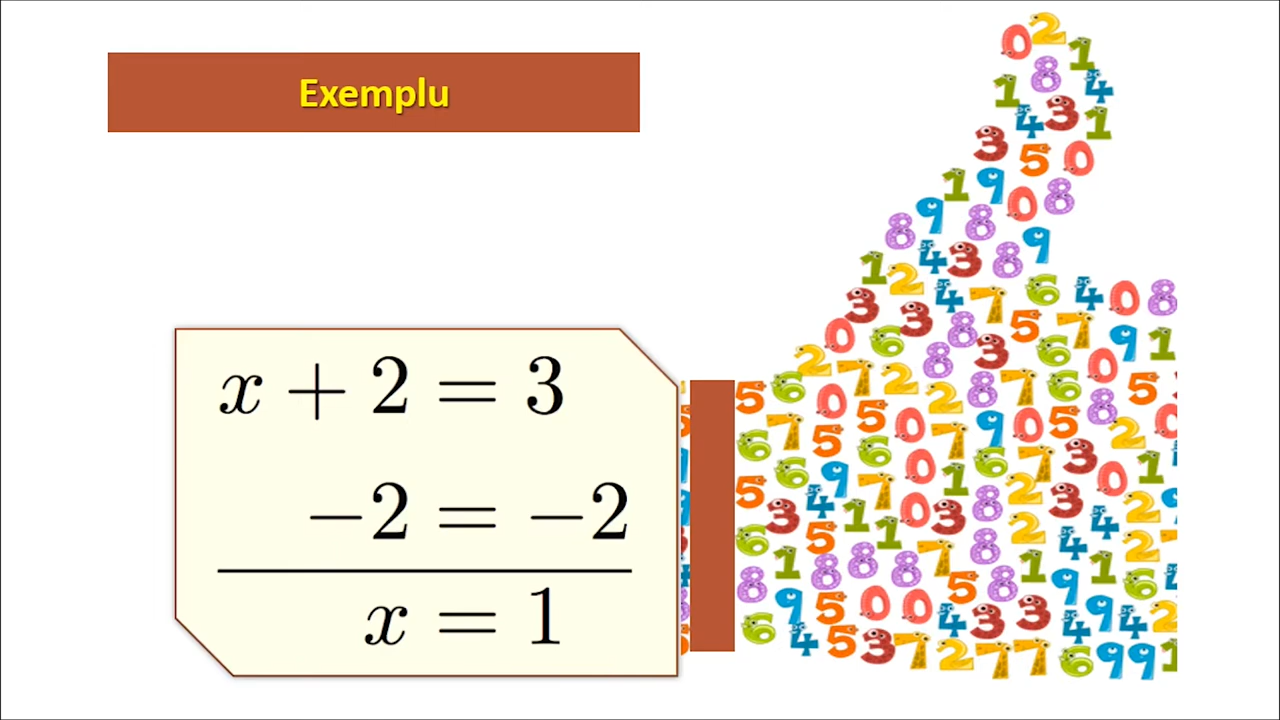 Exemplu
x + 2 = 3
−2 = −2
x = 1